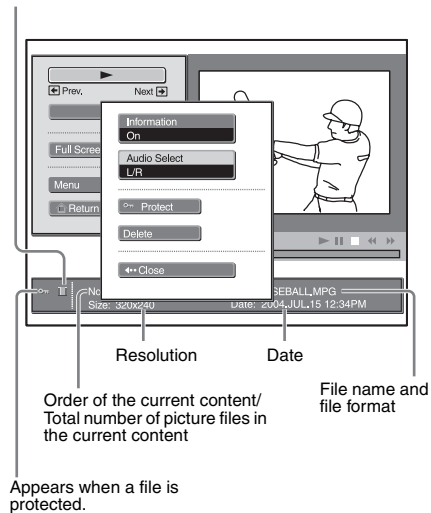 Prev. Next
Information
On
Full Scree
Audio Select
L/R
Menu
Protect
Return
Delete
Close
No
SEBALL.MPG
Size: 320x240 Date: 2004.JUL.15 12:34PM
Resolution Date
File name and
file format
Order of the current content/
Total number of picture files in
the current content
Appears when a file is
protected.